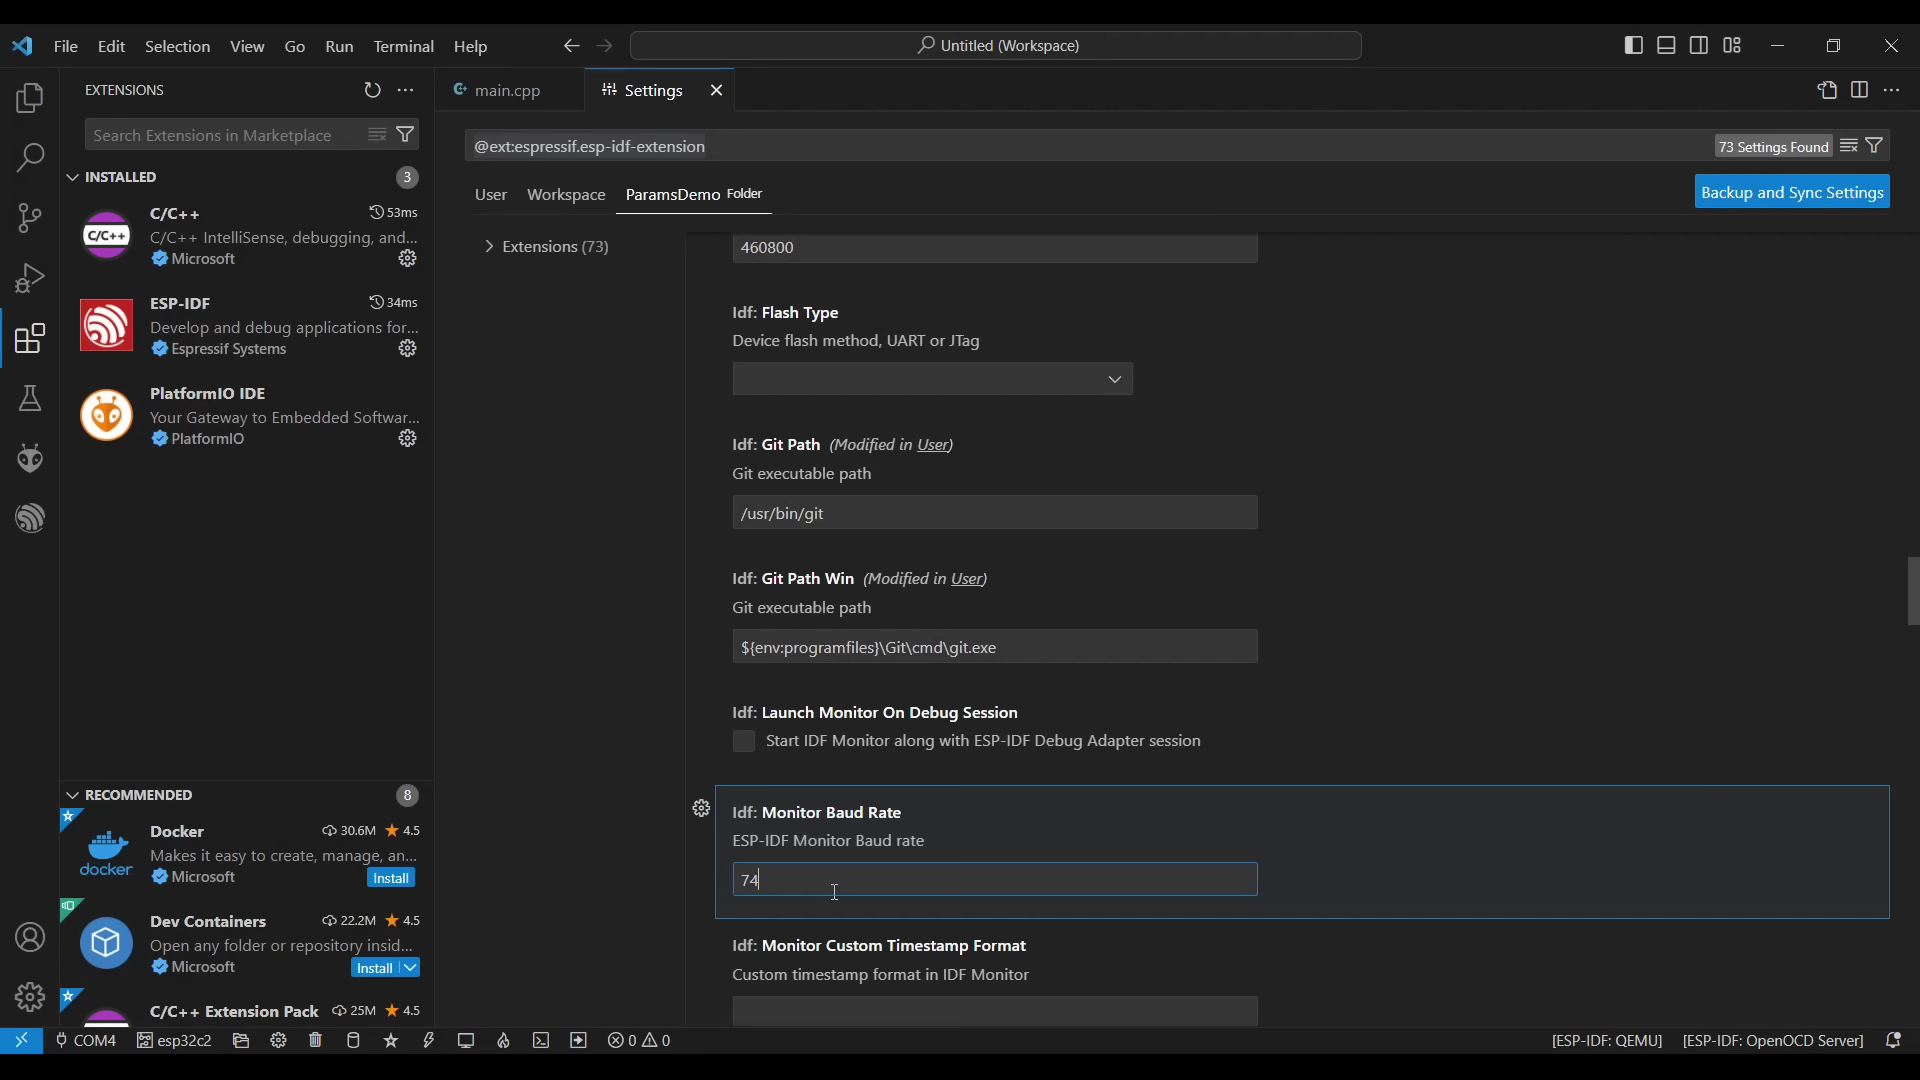 File Edit Selection View Go Run Terminal Help
Untitled (Workspace)
EXTENSIONS
Search Extensions in Marketplace
INSTALLED 3
C/C++ 53ms
C/C++ IntelliSense, debugging, and...
Microsoft
C/C++
ESP-IDF 34ms
Develop and debug applications for...
Espressif Systems
PlatformIO IDE
Your Gateway to Embedded Softwar...
PlatformIO
RECOMMENDED 8
Docker 30.6M 4.5
Makes it easy to create, manage, an...
Microsoft Install
docker
Dev Containers 22.2M 4.5
Open any folder or repository insid...
Microsoft Install
C/C++ Extension Pack 25M 4.5
main.cpp Settings
@ext:espressif.esp-idf-extension 73 Settings Found
User Workspace ParamsDemo Folder Backup and Sync Settings
Extensions (73)
460800
Idf: Flash Type
Device flash method, UART or JTag
Idf: Git Path (Modified in User)
Git executable path
/usr/bin/git
Idf: Git Path Win (Modified in User)
Git executable path
${env:programfiles}\Git\cmd\git.exe
Idf: Launch Monitor On Debug Session
Start IDF Monitor along with ESP-IDF Debug Adapter session
Idf: Monitor Baud Rate
ESP-IDF Monitor Baud rate
74
Idf: Monitor Custom Timestamp Format
Custom timestamp format in IDF Monitor
COM4 esp32c2 0 0 [ESP-IDF: QEMU] [ESP-IDF: OpenOCD Server]